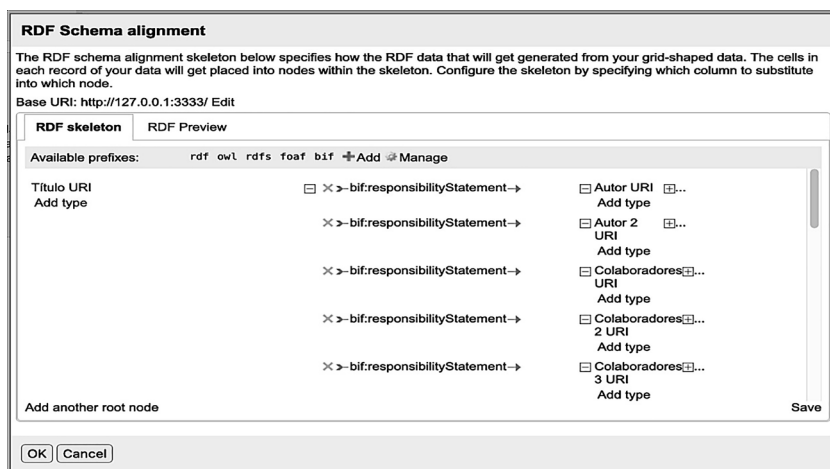 RDF Schema alignment
The RDF schema alignment skeleton below specifies how the RDF data that will get generated from your grid-shaped data. The cells in
each record of your data will get placed into nodes within the skeleton. Configure the skeleton by specifying which column to substitute
into which node.
Base URI: http://127.0.0.1:3333/ Edit
RDF skeleton RDF Preview
Available prefixes: rdf owl rdfs foaf bif Add Manage
Título URI bif:responsibilityStatement Autor URI ...
Add type Add type
bif:responsibilityStatement Autor 2 ...
URI
Add type
bif:responsibilityStatement Colaboradores ...
URI
Add type
bif:responsibilityStatement Colaboradores ...
2 URI
Add type
bif:responsibilityStatement Colaboradores ...
3 URI
Add type
Add another root node Save
OK Cancel